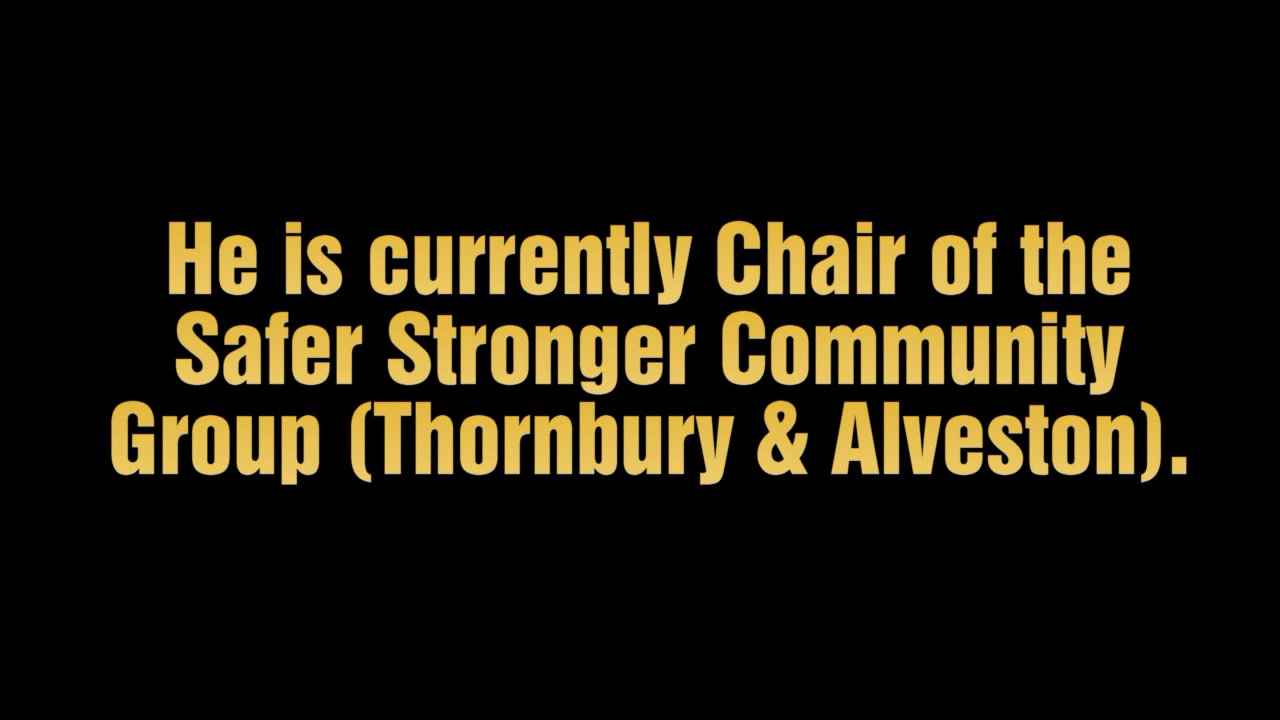 He is currently Chair of the
Safer Stronger Community
Group (Thornbury & Alveston).